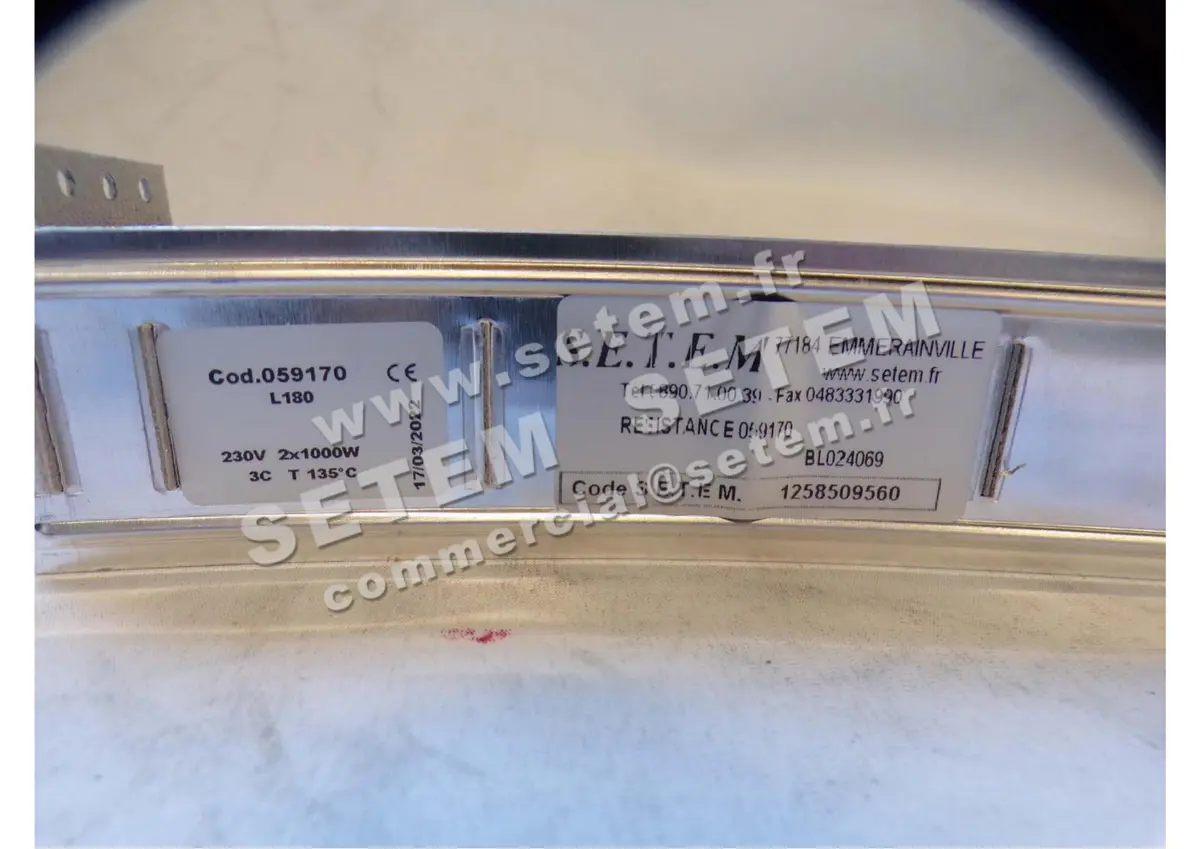 Cod.059170
L180
230V 2x1000W
3C T 135°C
17/03/2022
S.E.T.E.M
77184 EMMERAINVILLE
www.setem.fr
Fax 0483331990
RESISTANCE 059170
BL024069
Code S.E.T.E M. 1258509560
www.setem.fr
SETEM SETEM
commercial@setem.fr